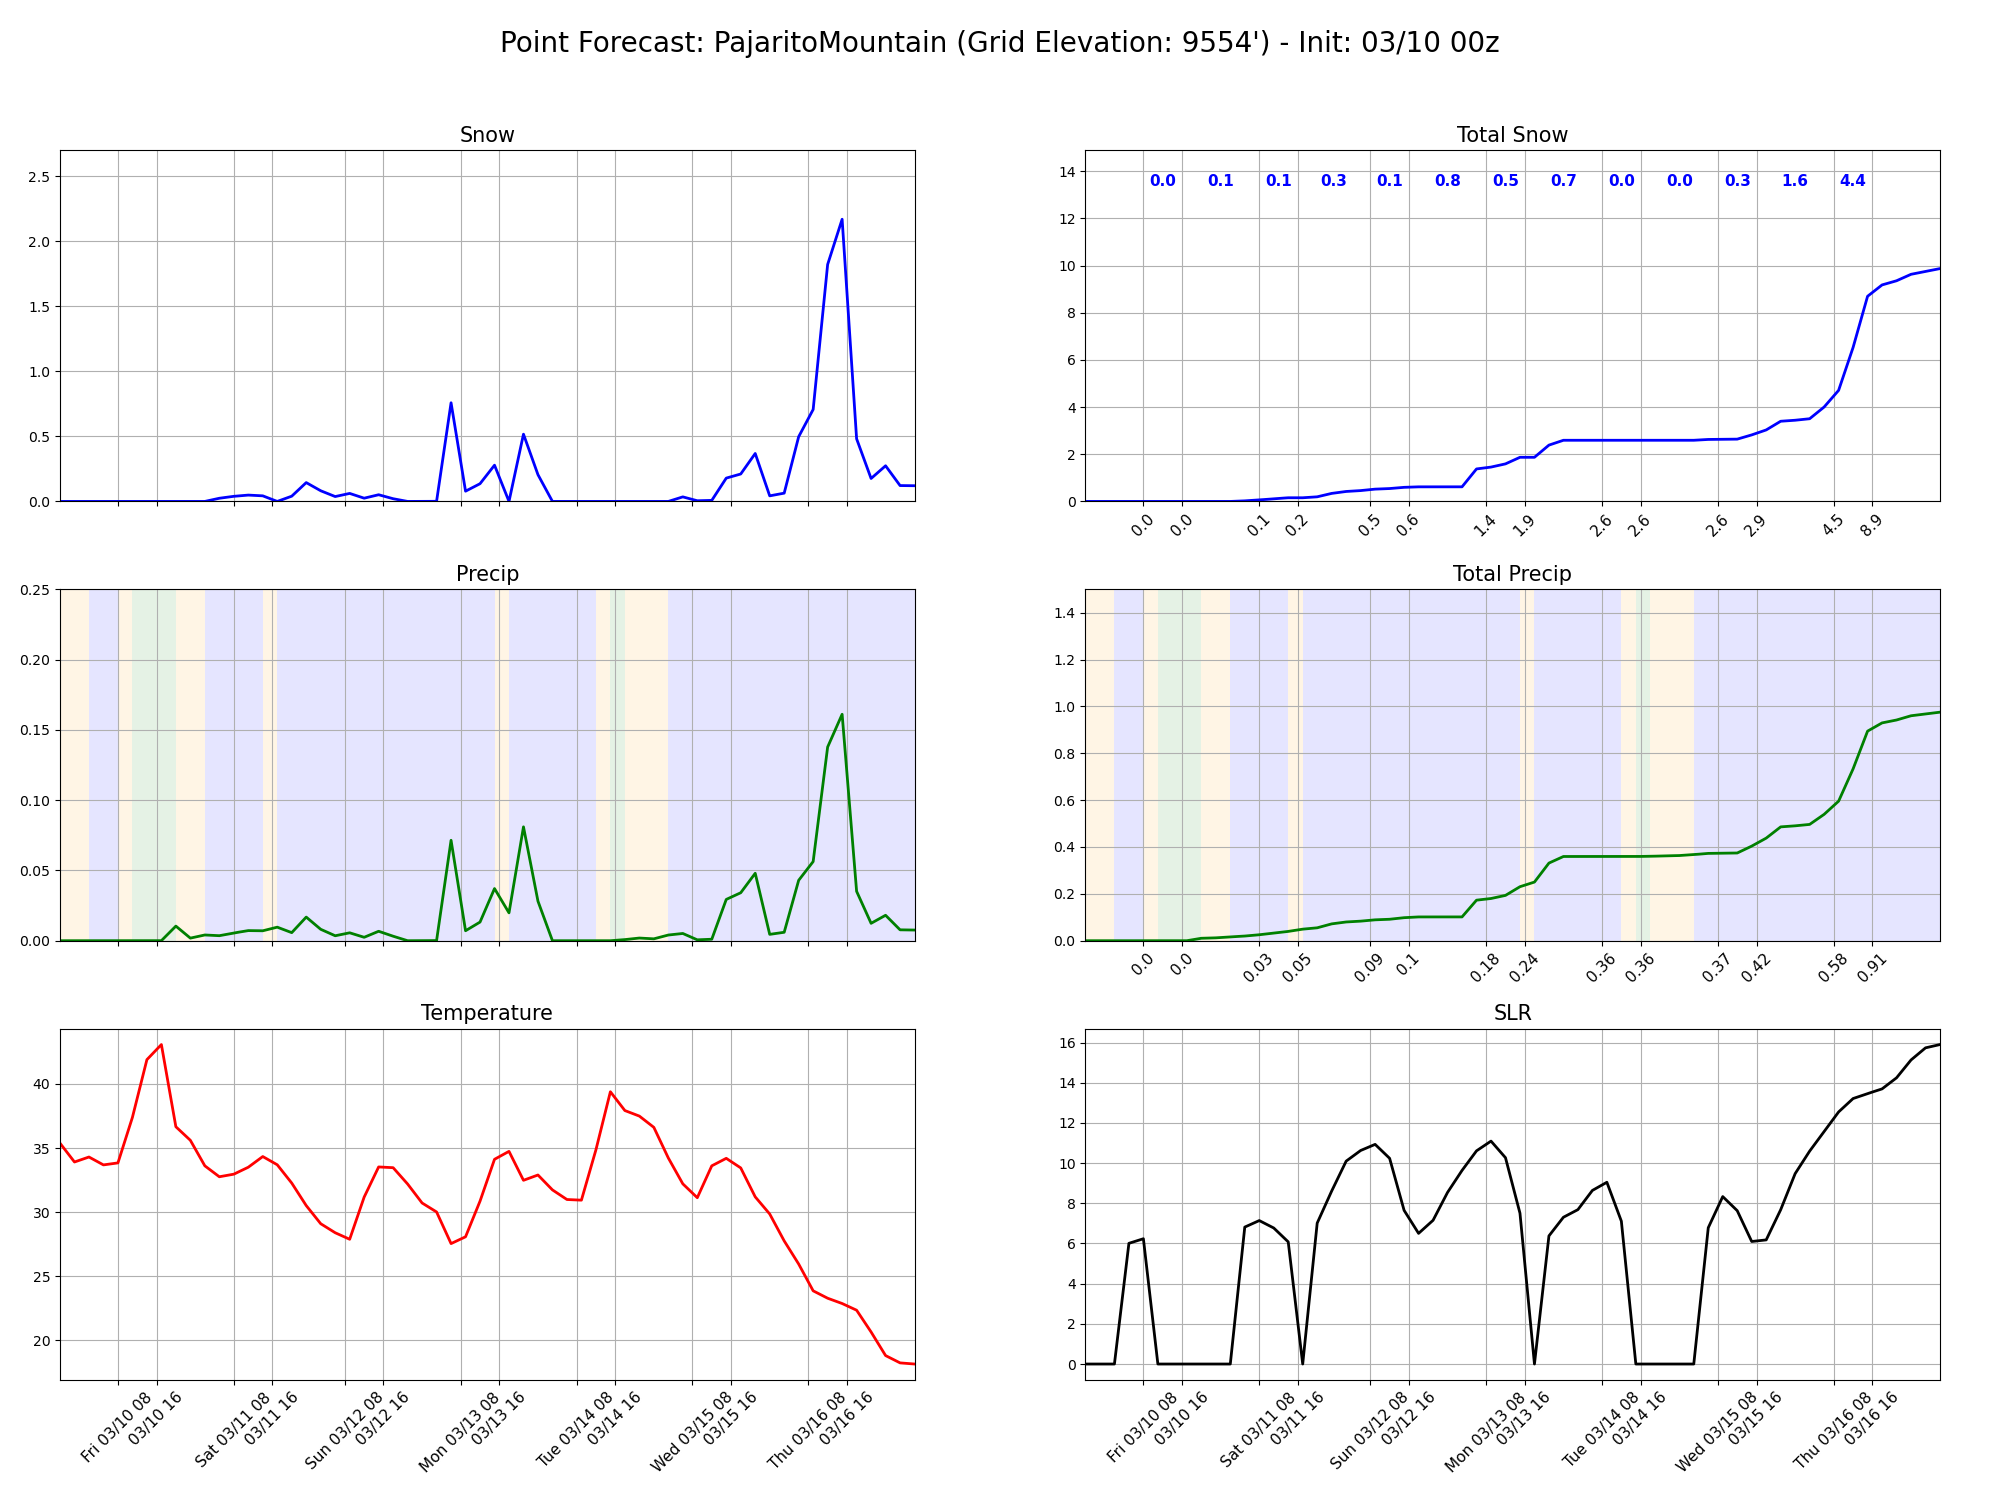 Point Forecast: PajaritoMountain (Grid Elevation: 9554') - Init: 03/10 00z
Snow
2.5
2.0
1.5
1.0
0.5
0.0
Total Snow
14
12
10
8
6
4
2
0
0.0 0.1 0.1 0.3 0.1 0.8 0.5 0.7 0.0 0.0 0.3 1.6 4.4
0.0 0.0 0.1 0.2 0.5 0.6 1.4 1.9 2.6 2.6 2.6 2.9 4.5 8.9
Precip
0.25
0.20
0.15
0.10
0.05
0.00
Total Precip
1.4
1.2
1.0
0.8
0.6
0.4
0.2
0.0
0.0 0.0 0.03 0.05 0.09 0.1 0.18 0.24 0.36 0.36 0.37 0.42 0.58 0.91
Temperature
40
35
30
25
20
Fri 03/10 08
03/10 16
Sat 03/11 08
03/11 16
Sun 03/12 08
03/12 16
Mon 03/13 08
03/13 16
Tue 03/14 08
03/14 16
Wed 03/15 08
03/15 16
Thu 03/16 08
03/16 16
SLR
16
14
12
10
8
6
4
2
0
Fri 03/10 08
03/10 16
Sat 03/11 08
03/11 16
Sun 03/12 08
03/12 16
Mon 03/13 08
03/13 16
Tue 03/14 08
03/14 16
Wed 03/15 08
03/15 16
Thu 03/16 08
03/16 16